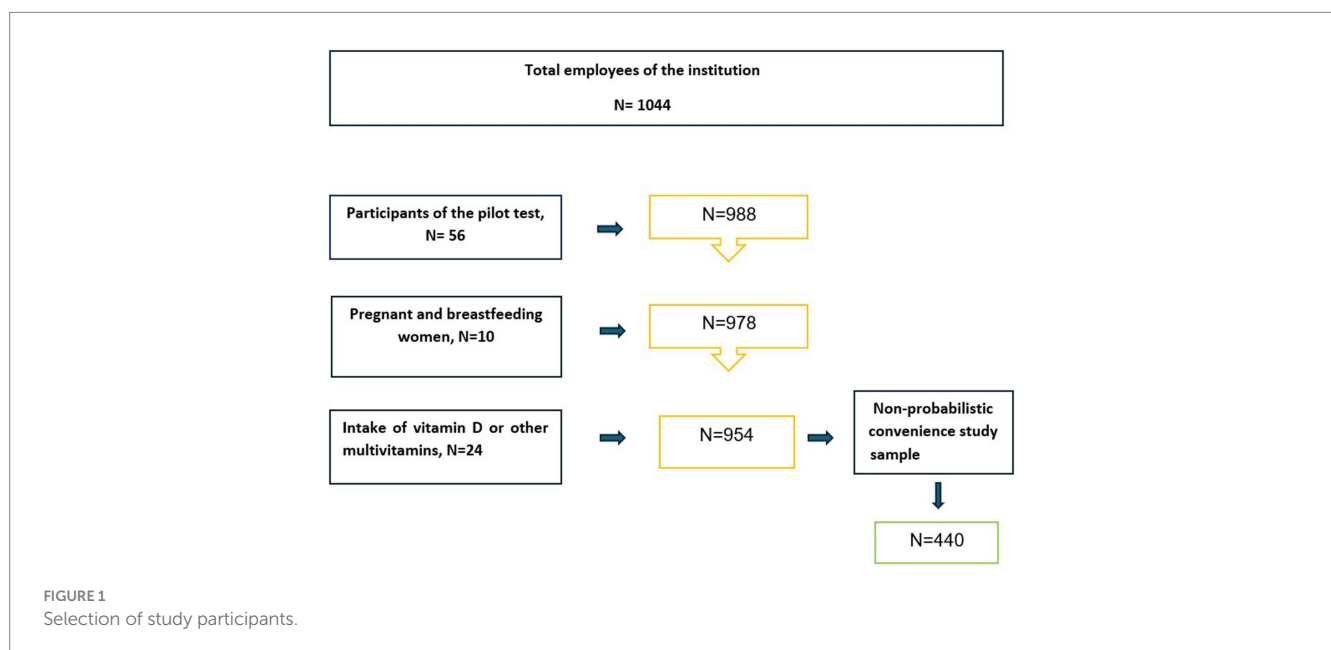 Total employees of the institution
N= 1044
Participants of the pilot test,
N= 56
N=988
Pregnant and breastfeeding
women, N=10
N=978
Intake of vitamin D or other
multivitamins, N=24
N=954
Non-probabilistic
convenience study
sample
N=440
FIGURE 1
Selection of study participants.